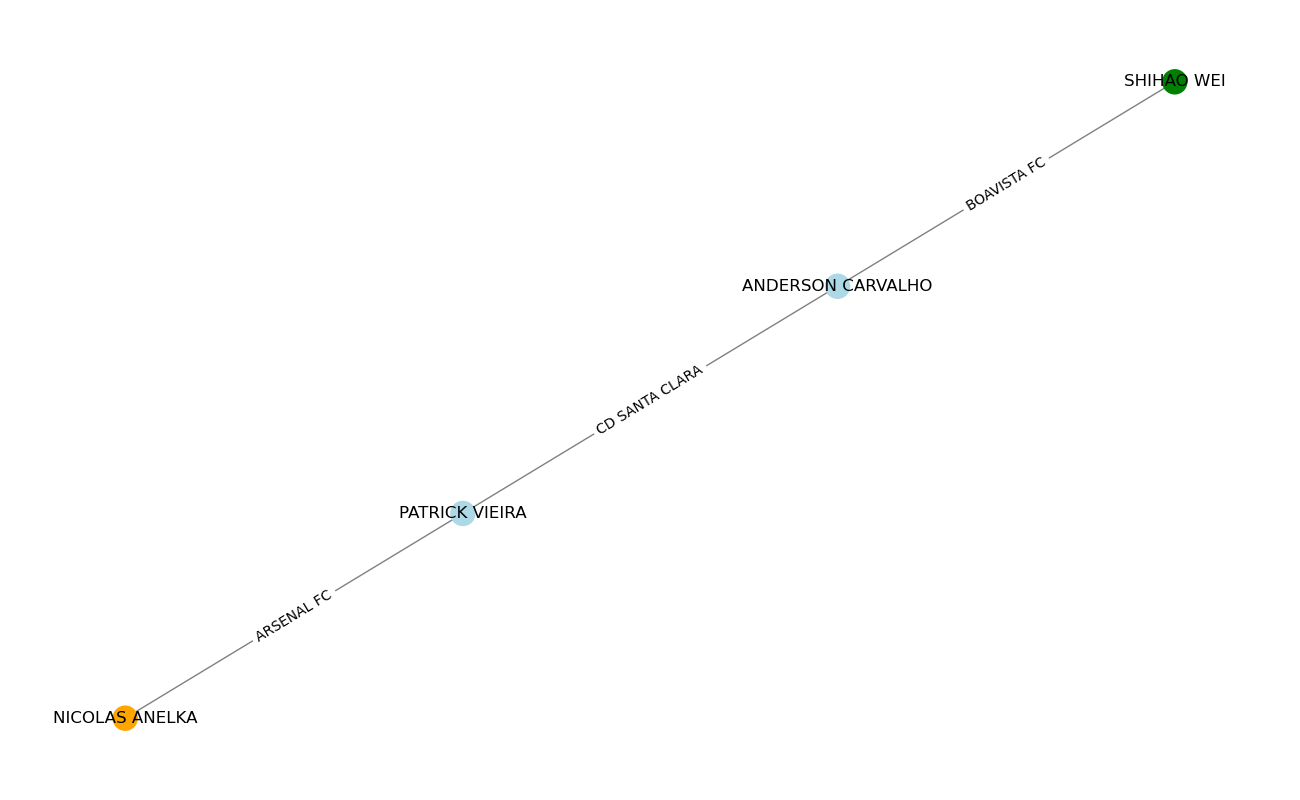 SHIHAO WEI
BOAVISTA FC
ANDERSON CARVALHO
CD SANTA CLARA
PATRICK VIEIRA
ARSENAL FC
NICOLAS ANELKA